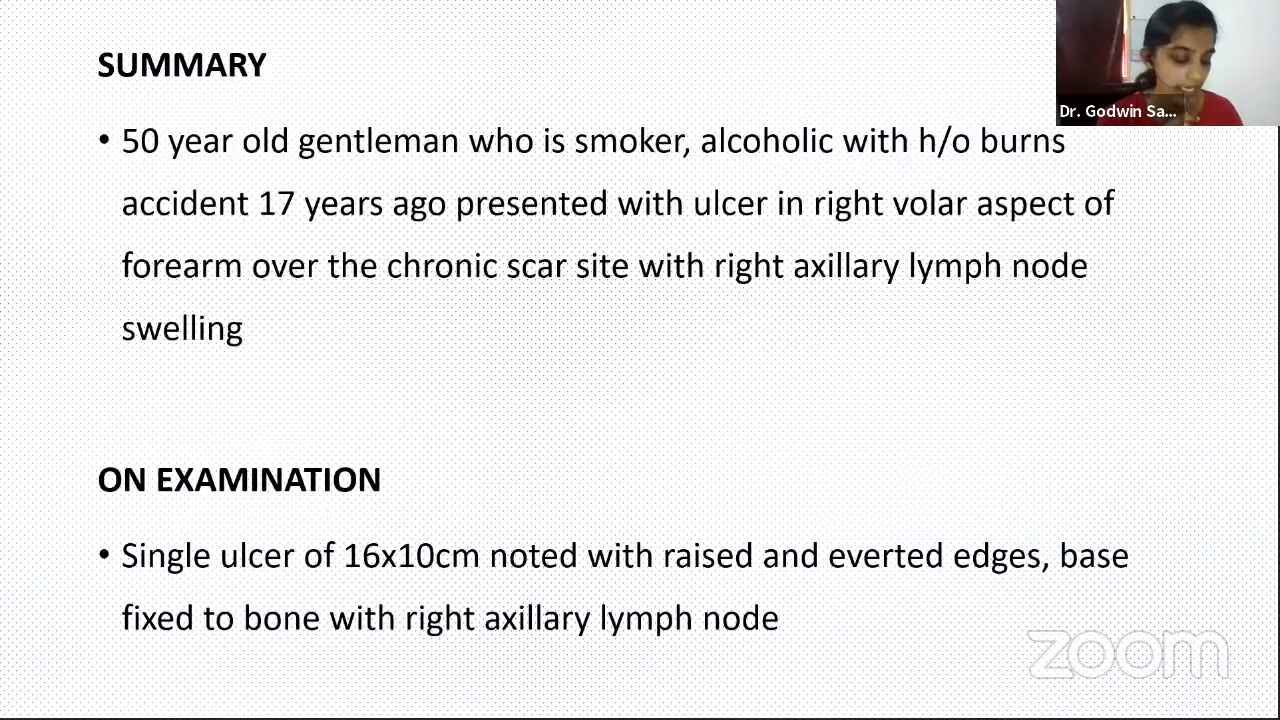 SUMMARY
Dr. Godwin Sa...
• 50 year old gentleman who is smoker, alcoholic with h/o burns
accident 17 years ago presented with ulcer in right volar aspect of
forearm over the chronic scar site with right axillary lymph node
swelling
ON EXAMINATION
• Single ulcer of 16x10cm noted with raised and everted edges, base
fixed to bone with right axillary lymph node
zoom